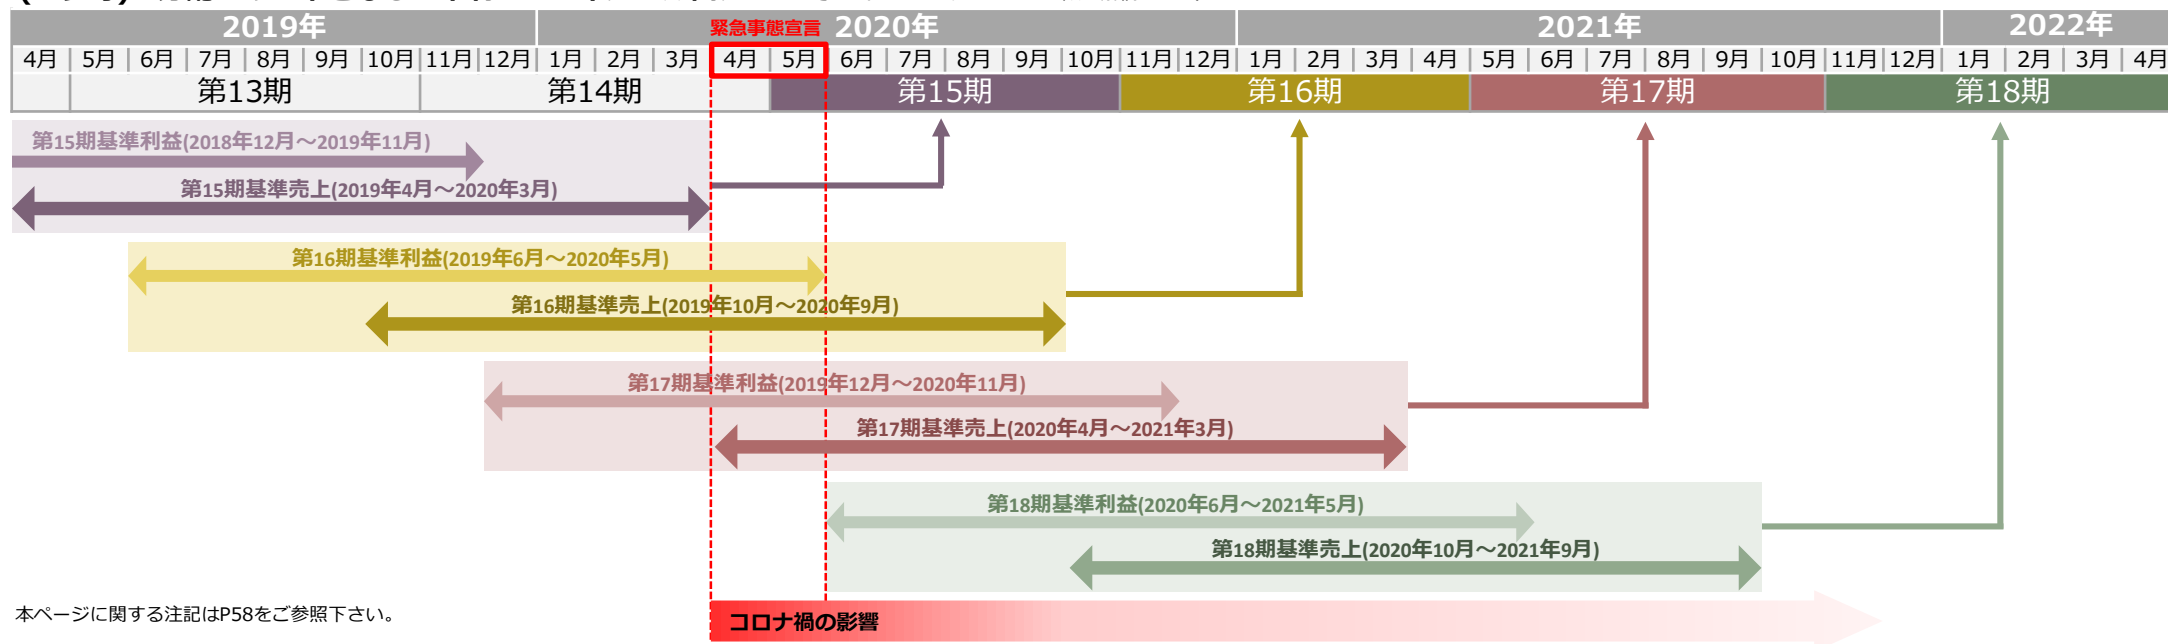 2019年 緊急事態宣言 2020年 2021年 2022年
4月 5月 6月 7月 8月 9月 10月 11月 12月 1月 2月 3月 4月 5月 6月 7月 8月 9月 10月 11月 12月 1月 2月 3月 4月 5月 6月 7月 8月 9月 10月 11月 12月 1月 2月 3月 4月
第13期 第14期 第15期 第16期 第17期 第18期
第15期基準利益(2018年12月～2019年11月)
第15期基準売上(2019年4月～2020年3月)
第16期基準利益(2019年6月～2020年5月)
第16期基準売上(2019年10月～2020年9月)
第17期基準利益(2019年12月～2020年11月)
第17期基準売上(2020年4月～2021年3月)
第18期基準利益(2020年6月～2021年5月)
第18期基準売上(2020年10月～2021年9月)
本ページに関する注記はP58をご参照下さい。
コロナ禍の影響